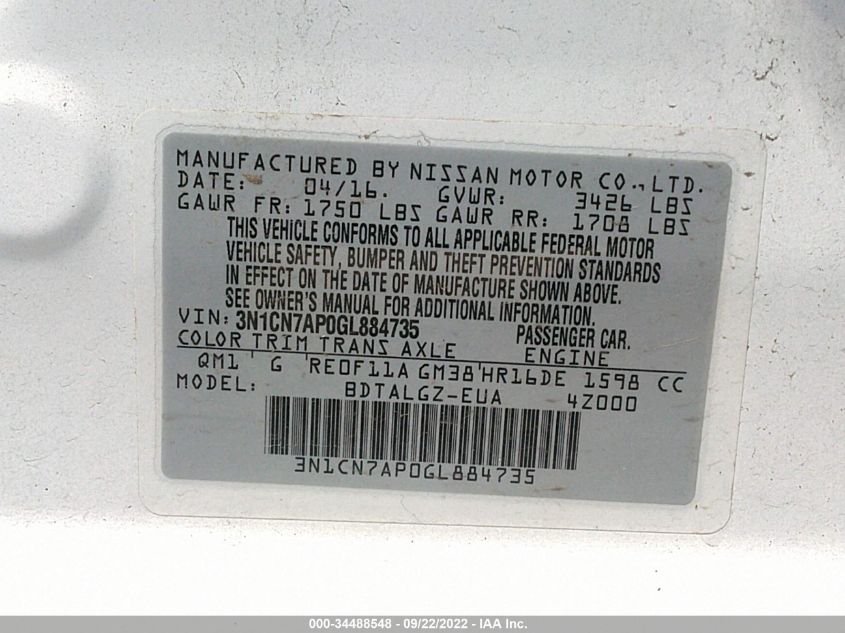 MANUFACTURED BY NISSAN MOTOR CO., LTD.
DATE: 04/16. GVWR: 3426 LBS
GAWR FR: 1750 LBS GAWR RR: 1708 LBS
THIS VEHICLE CONFORMS TO ALL APPLICABLE FEDERAL MOTOR
VEHICLE SAFETY, BUMPER AND THEFT PREVENTION STANDARDS
IN EFFECT ON THE DATE OF MANUFACTURE SHOWN ABOVE.
SEE OWNER'S MANUAL FOR ADDITIONAL INFORMATION.
VIN: 3N1CN7AP0GL884735 PASSENGER CAR.
COLOR TRIM TRANS AXLE ENGINE
QM1 ' G ' RE0F11A GM38 ' HR16DE 1598 CC
MODEL: BDTALGZ-EUA 4Z000
3N1CN7AP0GL884735
000-34488548 - 09/22/2022 - IAA Inc.